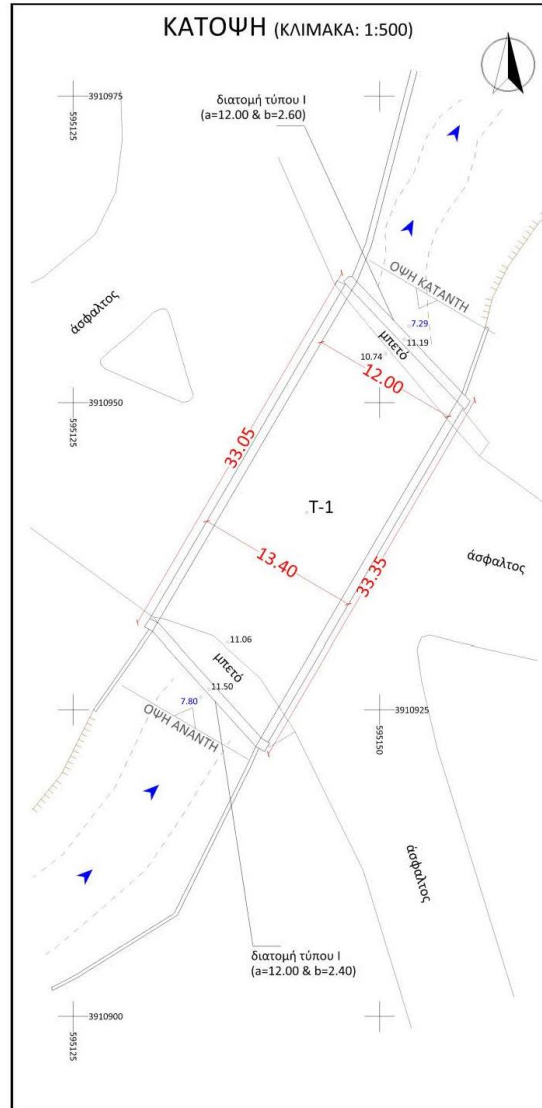 ΚΑΤΟΨΗ (ΚΛΙΜΑΚΑ: 1:500)
3910975
595125
διατομή τύπου Ι
(a=12.00 & b=2.60)
ΟΨΗ ΚΑΤΑΝΤΗ
άσφαλτος
7.29
μπετό
11.19
10.74
12.00
3910950
595125
33.05
Τ-1
13.40
33.35
άσφαλτος
11.06
μπετό
11.50
7.80
ΟΨΗ ΑΝΑΝΤΗ
3910925
595150
άσφαλτος
διατομή τύπου Ι
(a=12.00 & b=2.40)
3910900
595125